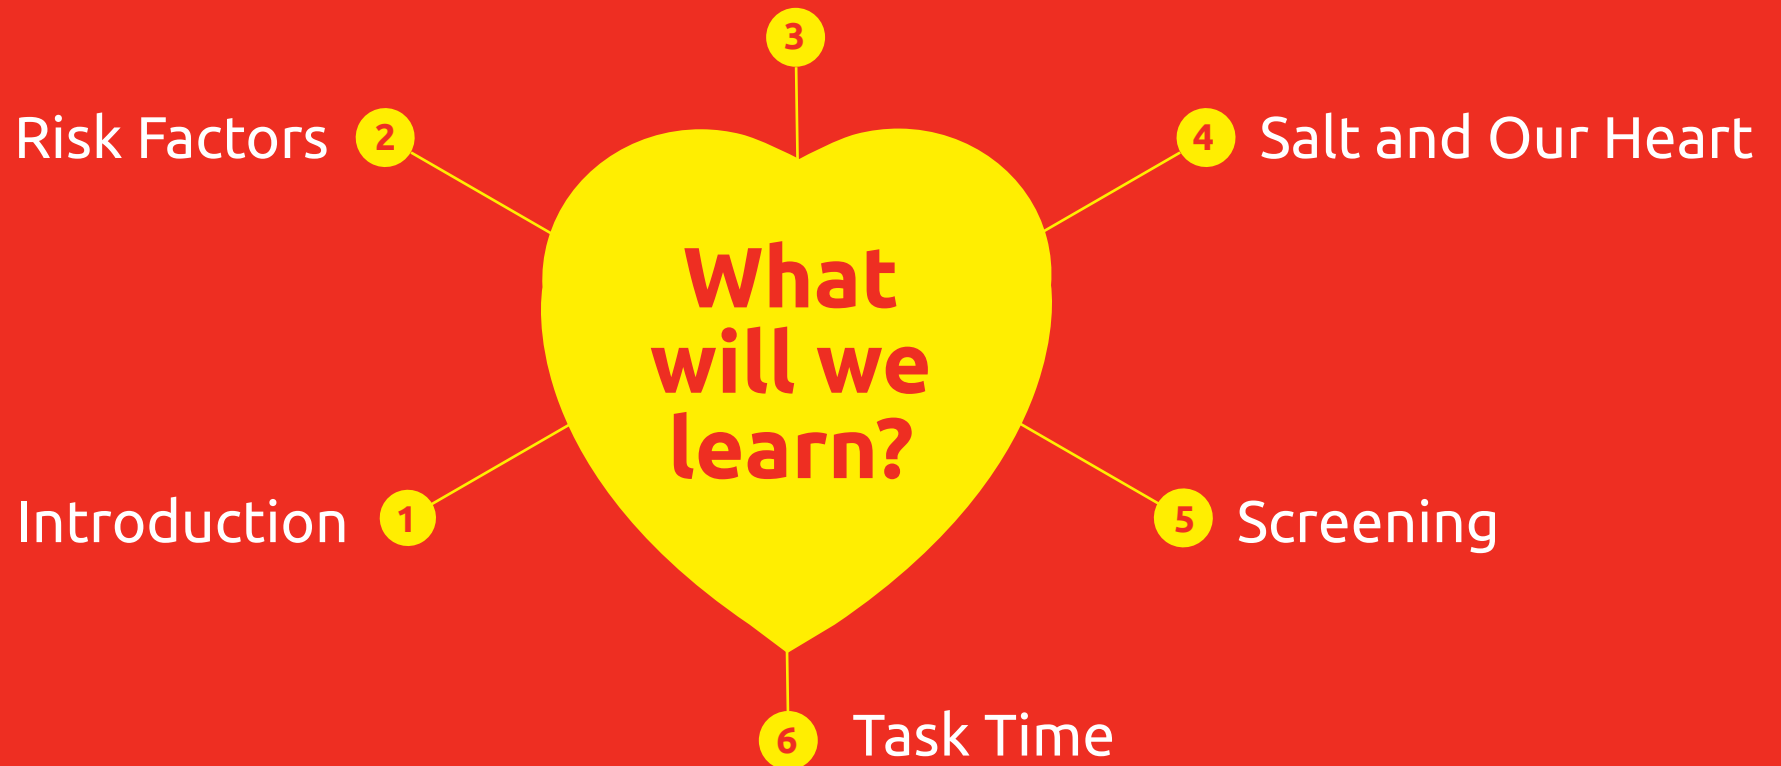 3
Risk Factors 2
4 Salt and Our Heart
What
will we
learn?
Introduction 1
5 Screening
6 Task Time